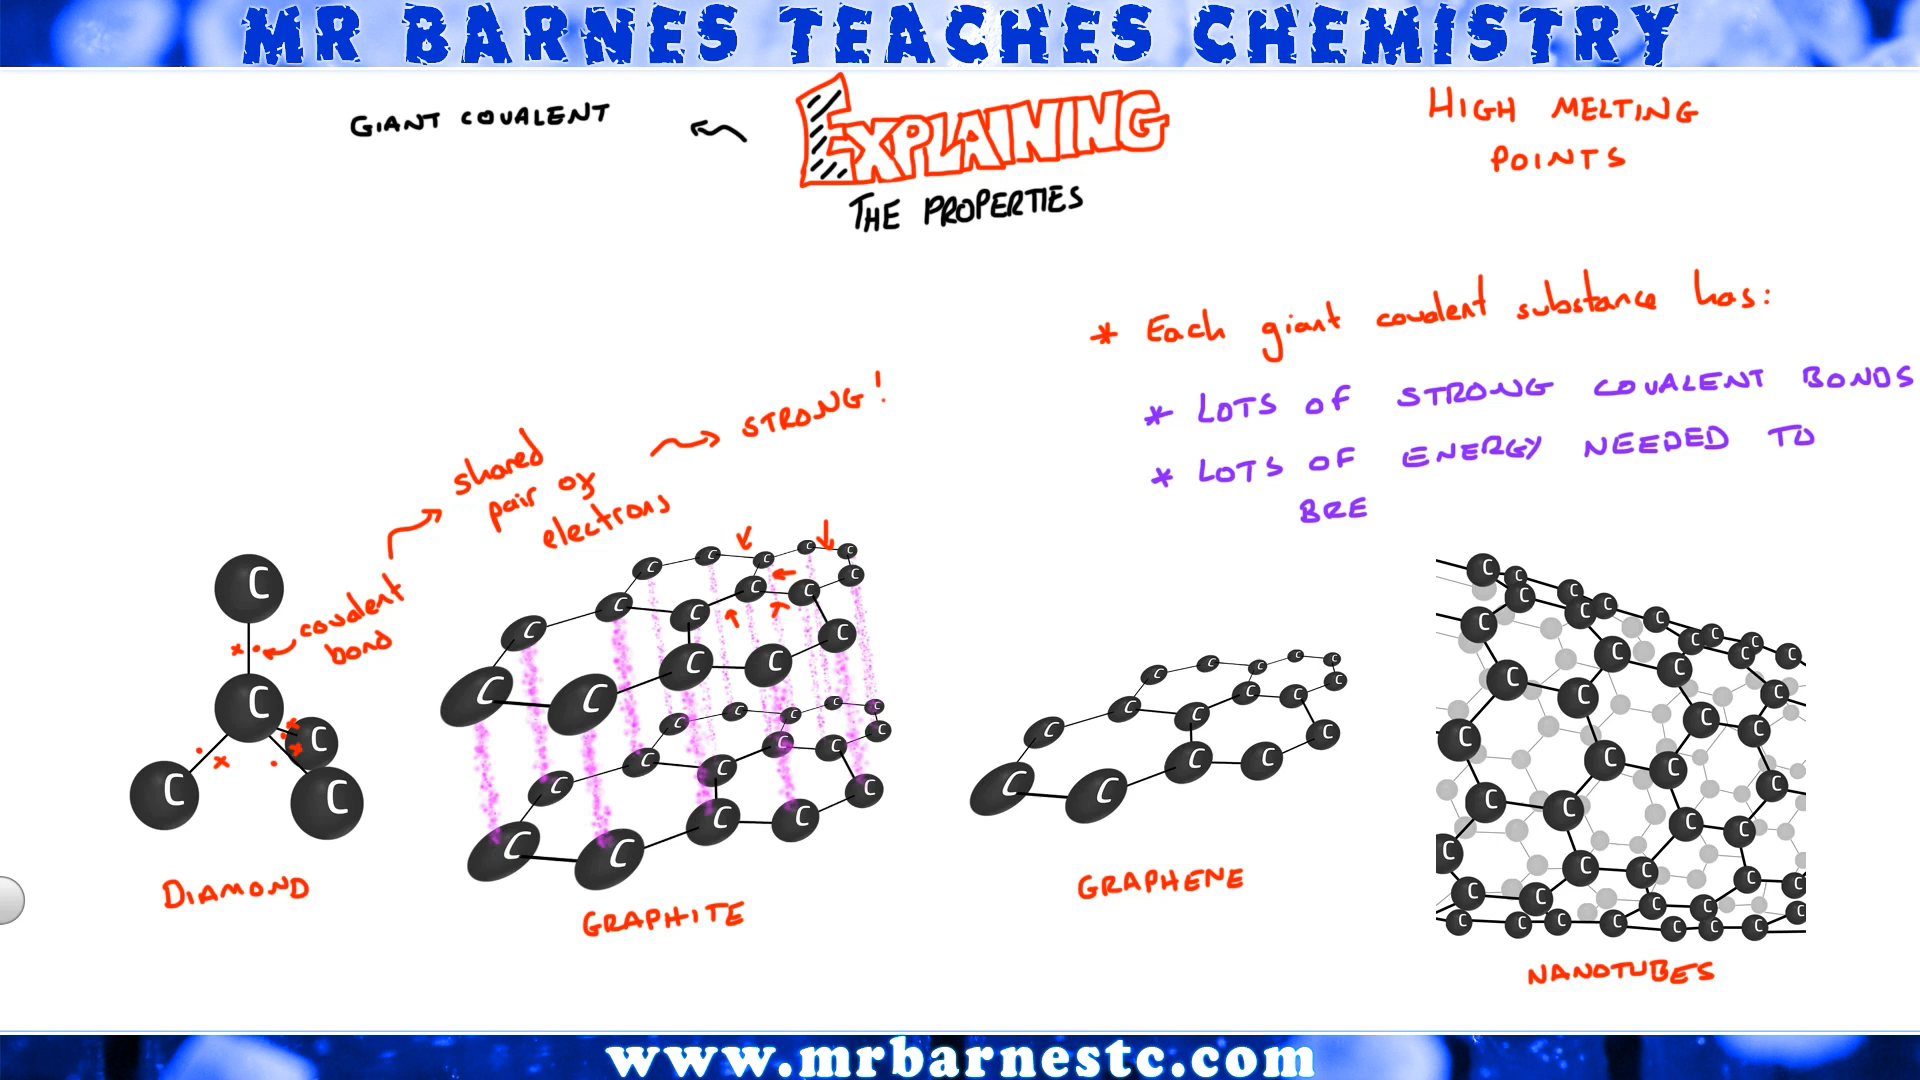 MR BARNES TEACHES CHEMISTRY
GIANT COVALENT
EXPLAINING
THE PROPERTIES
HIGH MELTING
POINTS
* Each giant covalent substance has:
* LOTS OF STRONG COVALENT BONDS
* LOTS OF ENERGY NEEDED TO
BRE
shared
pair of
electrons
STRONG!
covalent
bond
C
C
C
C
C
DIAMOND
GRAPHITE
GRAPHENE
NANOTUBES
www.mrbarnestc.com